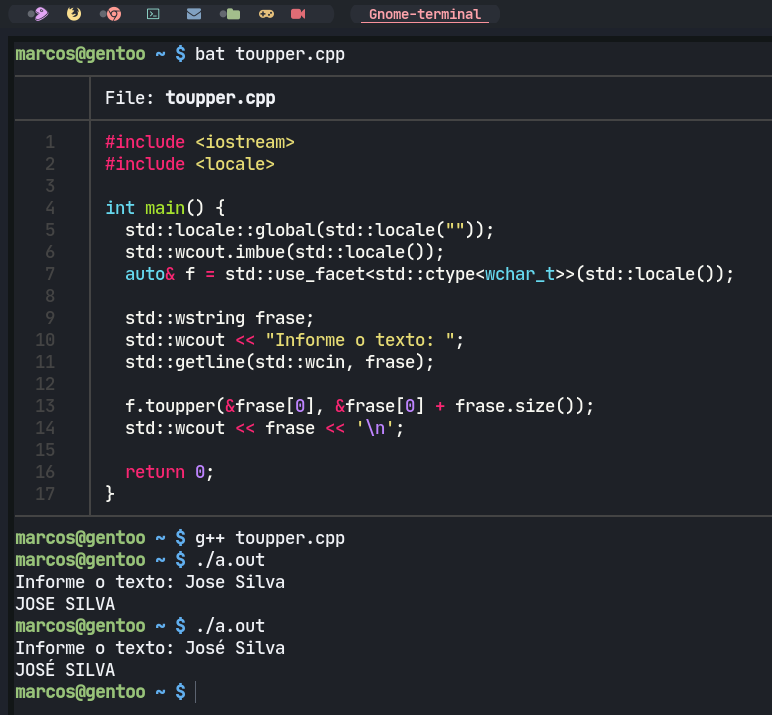 Gnome-terminal
marcos@gentoo ~ $ bat toupper.cpp
File: toupper.cpp
1 #include <iostream>
2 #include <locale>
3
4 int main() {
5   std::locale::global(std::locale(""));
6   std::wcout.imbue(std::locale());
7   auto& f = std::use_facet<std::ctype<wchar_t>>(std::locale());
8
9   std::wstring frase;
10   std::wcout << "Informe o texto: ";
11   std::getline(std::wcin, frase);
12
13   f.toupper(&frase[0], &frase[0] + frase.size());
14   std::wcout << frase << '\n';
15
16   return 0;
17 }
marcos@gentoo ~ $ g++ toupper.cpp
marcos@gentoo ~ $ ./a.out
Informe o texto: Jose Silva
JOSE SILVA
marcos@gentoo ~ $ ./a.out
Informe o texto: José Silva
JOSÉ SILVA
marcos@gentoo ~ $